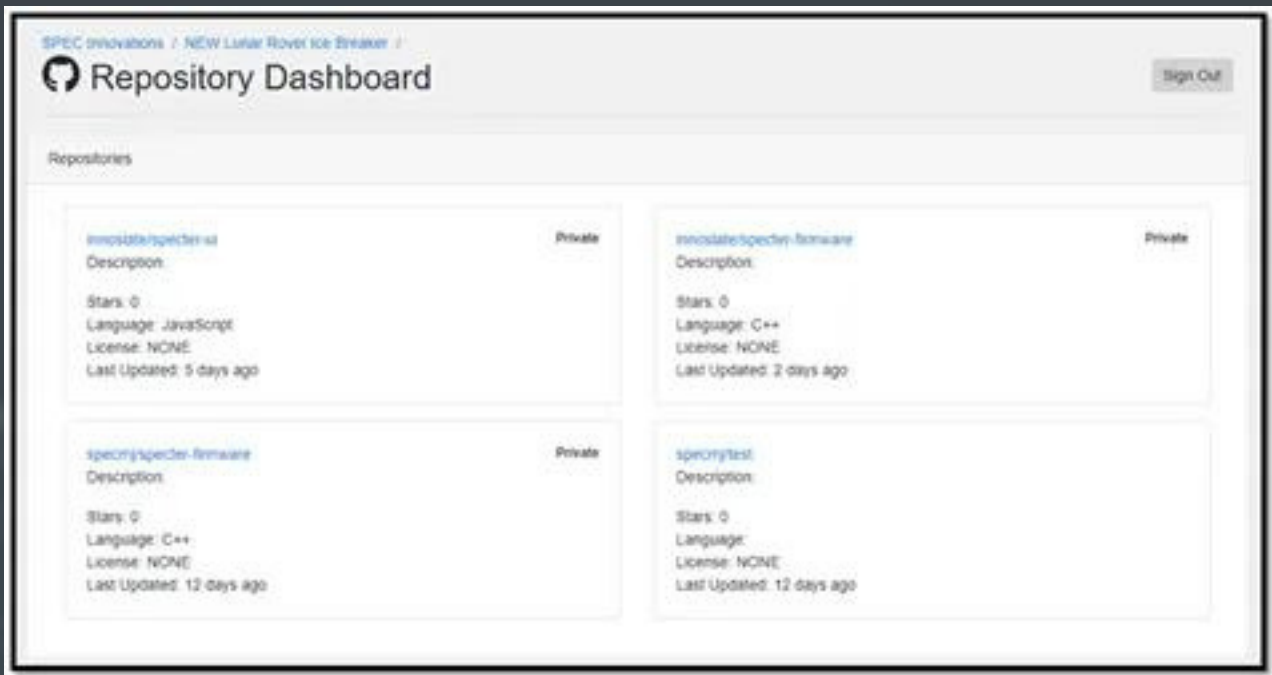 SPEC Innovations / NEW Lunar Rover Ice Breaker /
Repository Dashboard
Sign Out
Repositories
innoslate/specter-ui
Private
Description:
Stars: 0
Language: JavaScript
License: NONE
Last Updated: 5 days ago
innoslate/specter-firmware
Private
Description:
Stars: 0
Language: C++
License: NONE
Last Updated: 2 days ago
specmj/specter-firmware
Private
Description:
Stars: 0
Language: C++
License: NONE
Last Updated: 12 days ago
specmj/test
Description:
Stars: 0
Language:
License: NONE
Last Updated: 12 days ago